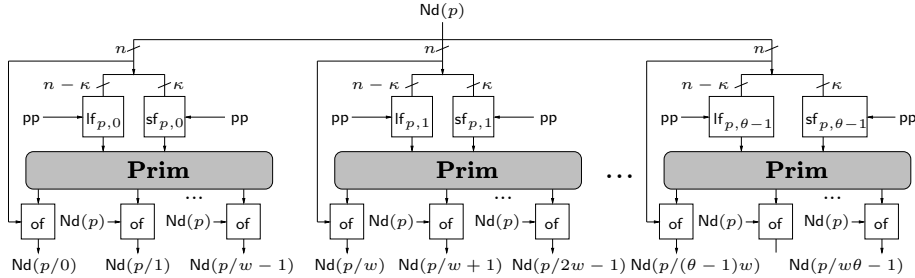 Nd(p)
n n n
n − κ κ n − κ κ n − κ κ
pp lf_{p,0} sf_{p,0} pp pp lf_{p,1} sf_{p,1} pp pp lf_{p,θ−1} sf_{p,θ−1} pp
Prim Prim ... Prim
... ... ...
of Nd(p) of Nd(p) of of Nd(p) of Nd(p) of of Nd(p) of Nd(p) of
Nd(p/0) Nd(p/1) Nd(p/w − 1) Nd(p/w) Nd(p/w + 1) Nd(p/2w − 1) Nd(p/(θ − 1)w) Nd(p/wθ − 1)